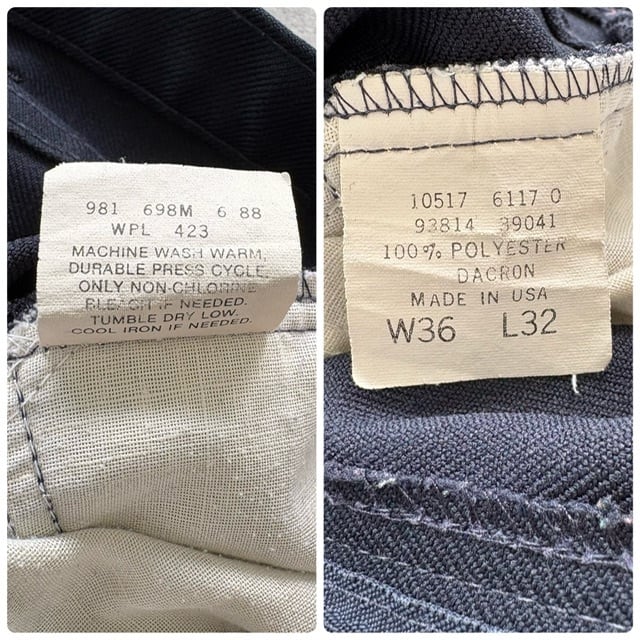 981 698M 6 88
WPL 423
MACHINE WASH WARM,
DURABLE PRESS CYCLE,
ONLY NON-CHLORINE
BLEACH IF NEEDED.
TUMBLE DRY LOW.
COOL IRON IF NEEDED.
10517 6117 0
93814 39041
100% POLYESTER
DACRON
MADE IN USA
W36 L32